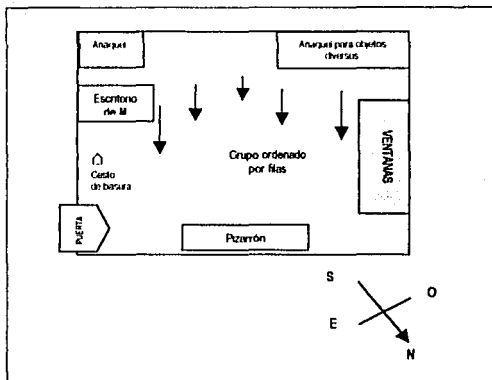 Anaquel
Anaquel para objetos
diversos
Escritorio
de M
VENTANAS
Grupo ordenado
por filas
Cesto
de basura
PUERTA
Pizarrón
S
O
E
N